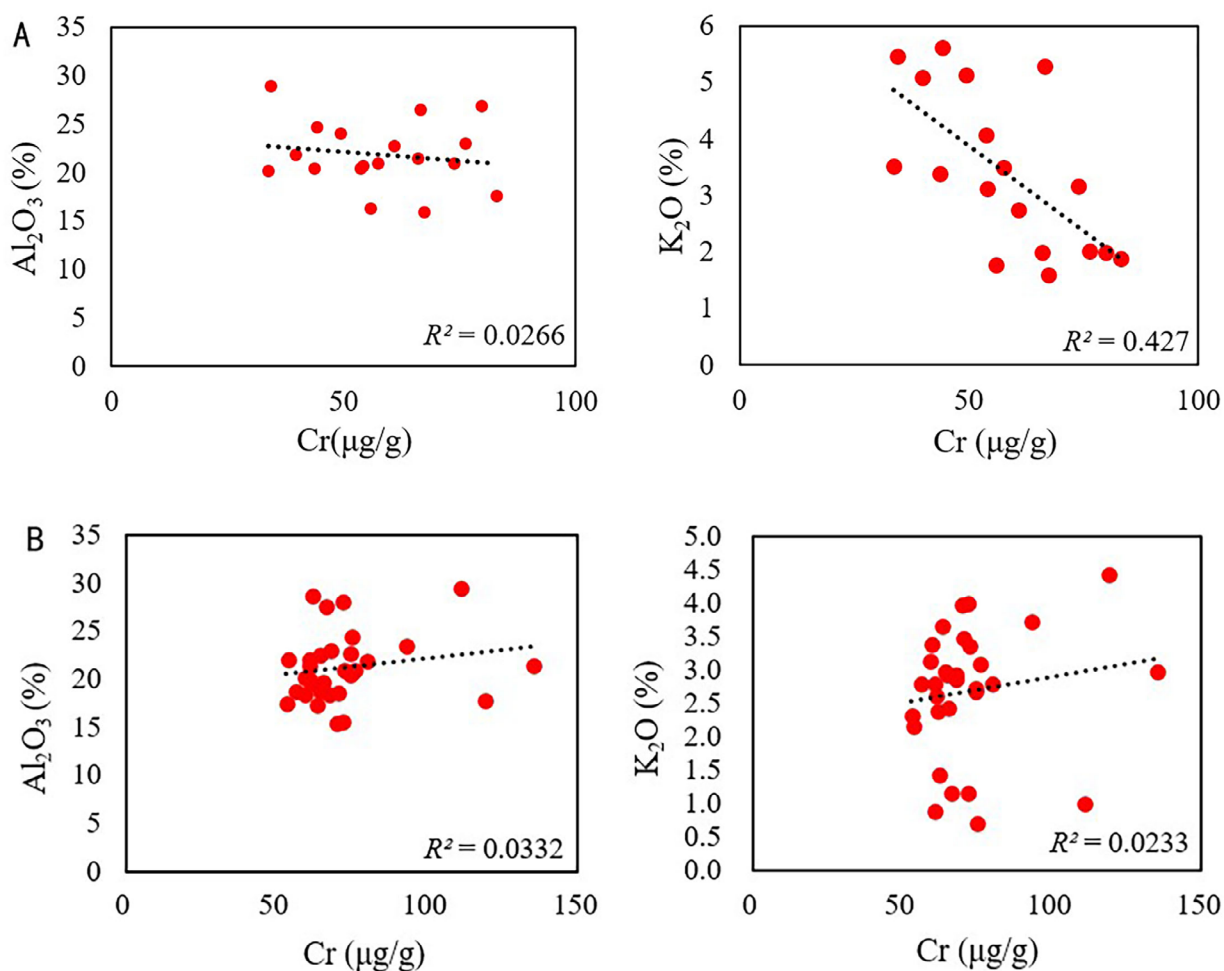 A
35
30
25
20
15
10
5
0
Al₂O₃ (%)
R² = 0.0266
0 50 100
Cr(μg/g)
6
5
4
3
2
1
0
K₂O (%)
R² = 0.427
0 50 100
Cr (μg/g)
B
35
30
25
20
15
10
5
0
Al₂O₃ (%)
R² = 0.0332
0 50 100 150
Cr (μg/g)
5.0
4.5
4.0
3.5
3.0
2.5
2.0
1.5
1.0
0.5
0.0
K₂O (%)
R² = 0.0233
0 50 100 150
Cr (μg/g)